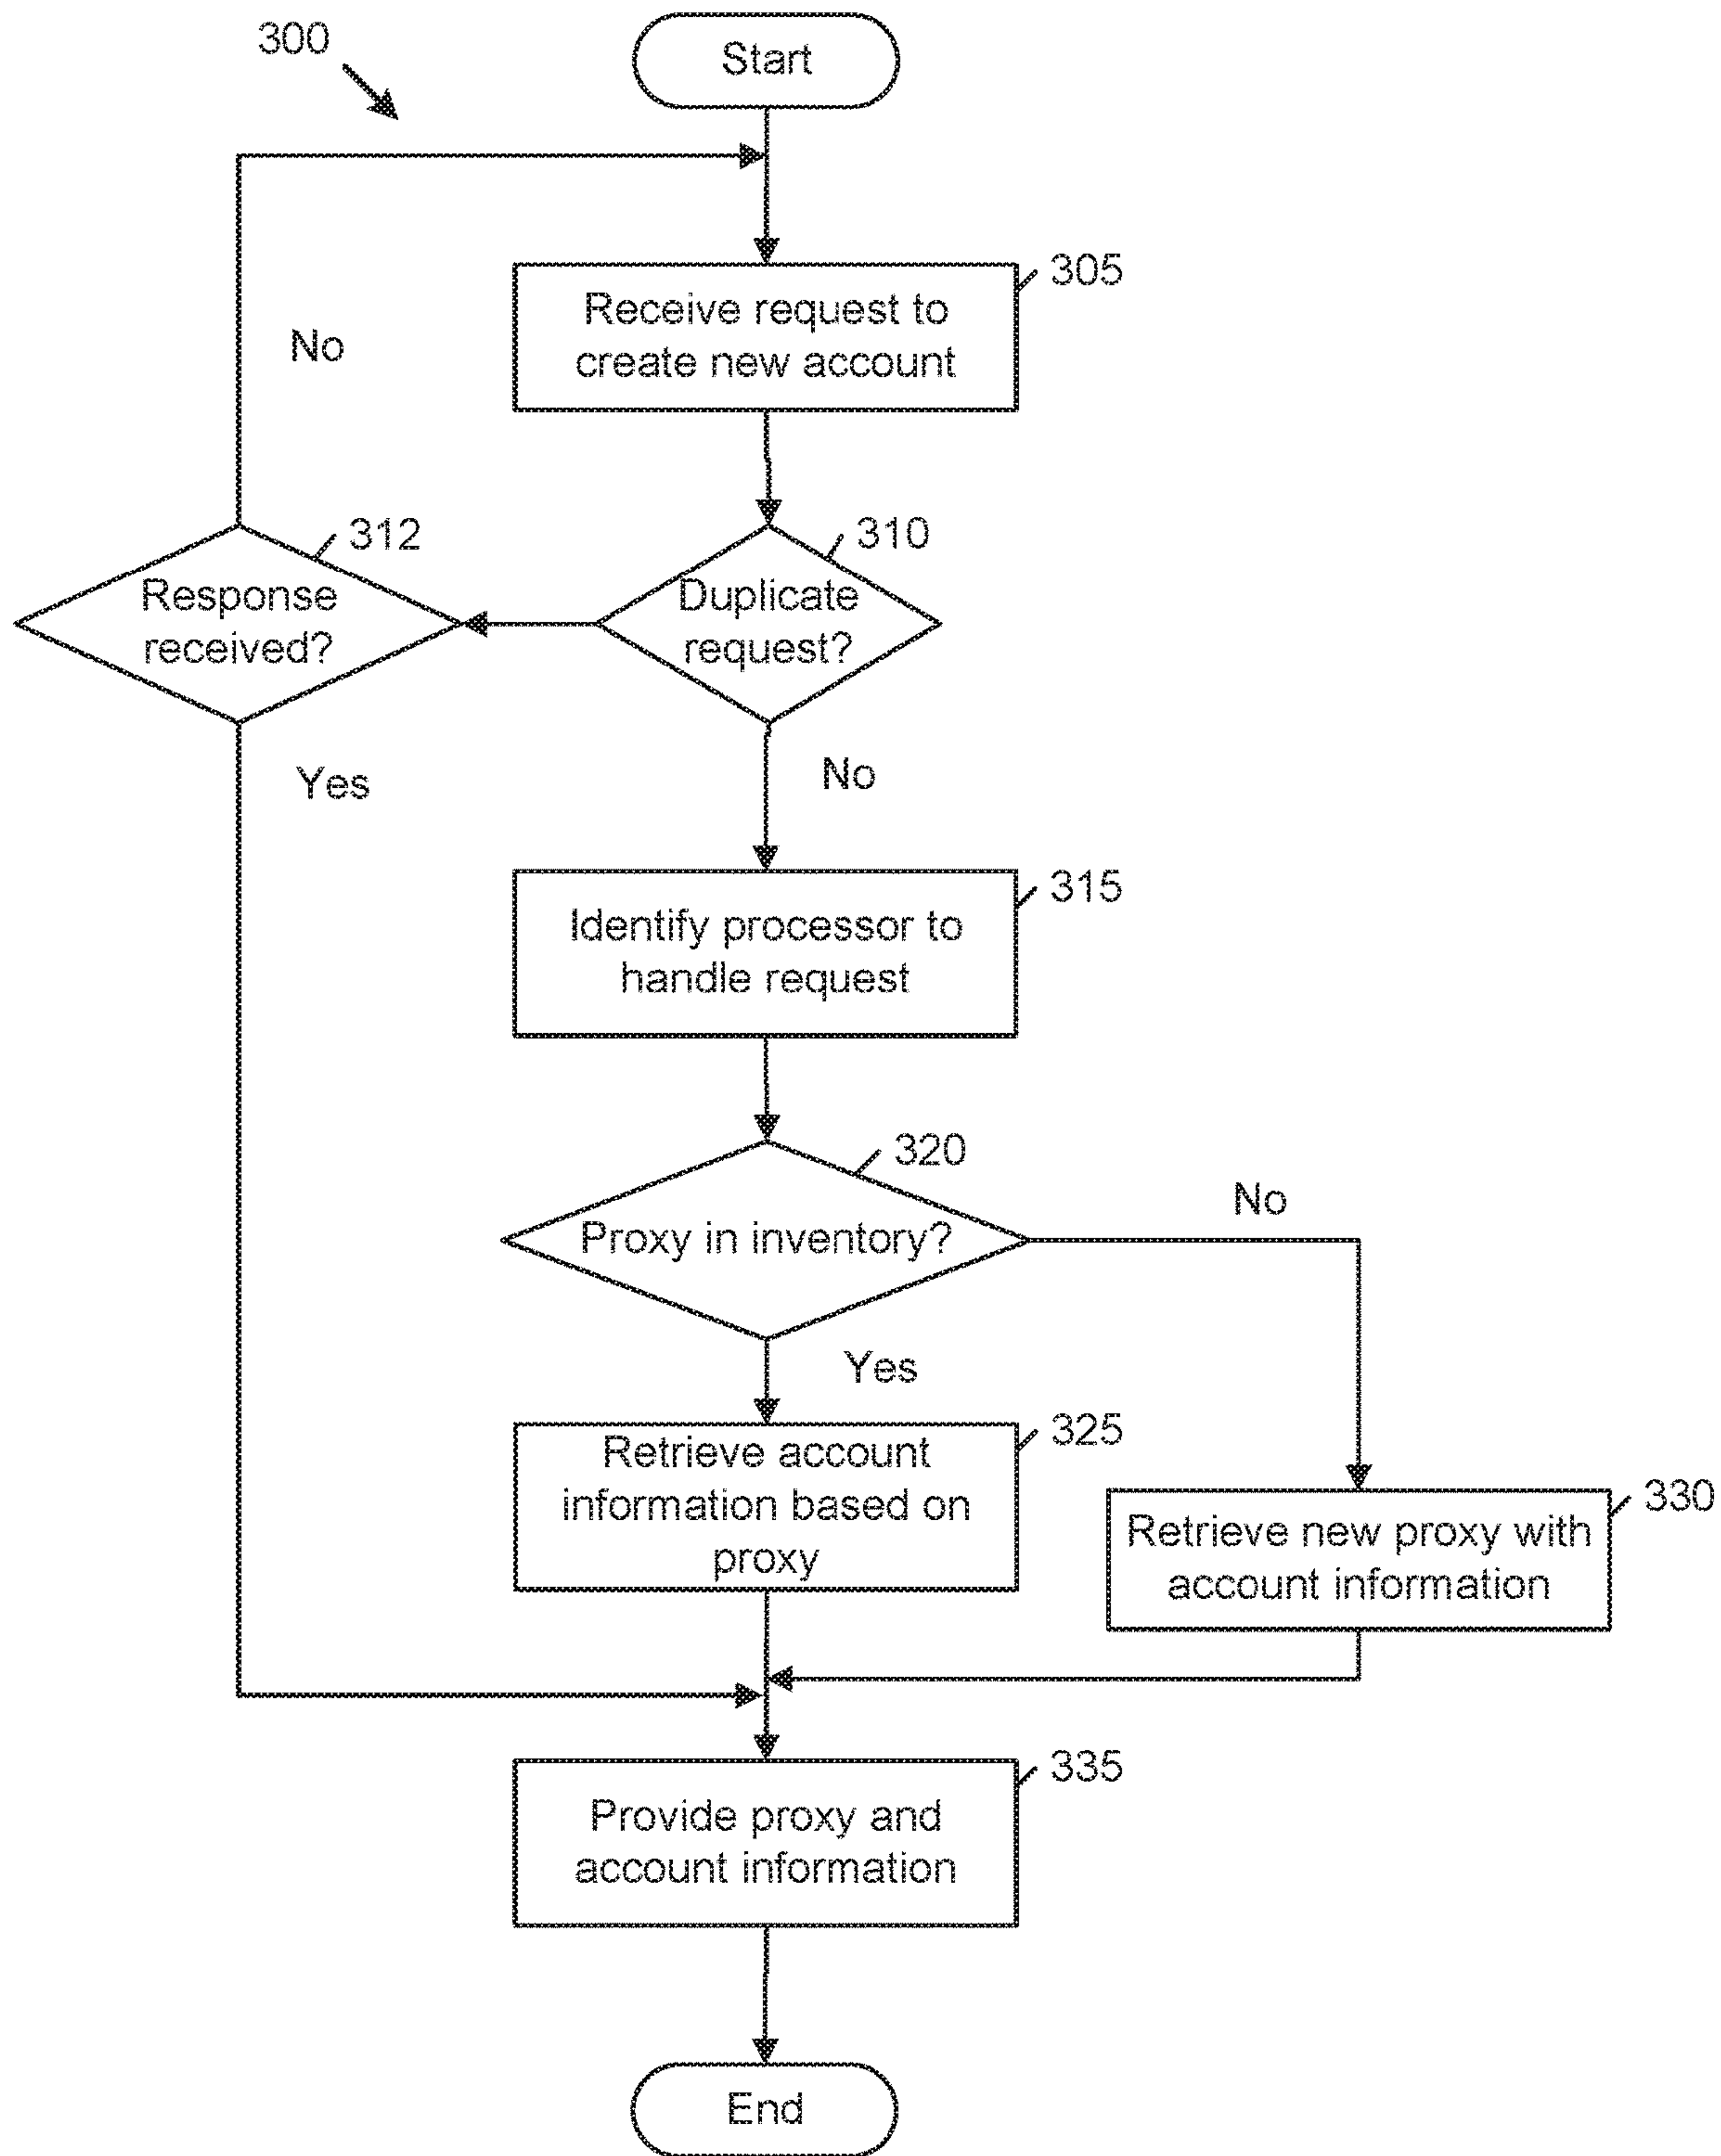 300
Start
305
Receive request to
create new account
No
312
Response
received?
310
Duplicate
request?
Yes
No
315
Identify processor to
handle request
320
Proxy in inventory?
No
Yes
325
Retrieve account
information based on
proxy
330
Retrieve new proxy with
account information
335
Provide proxy and
account information
End